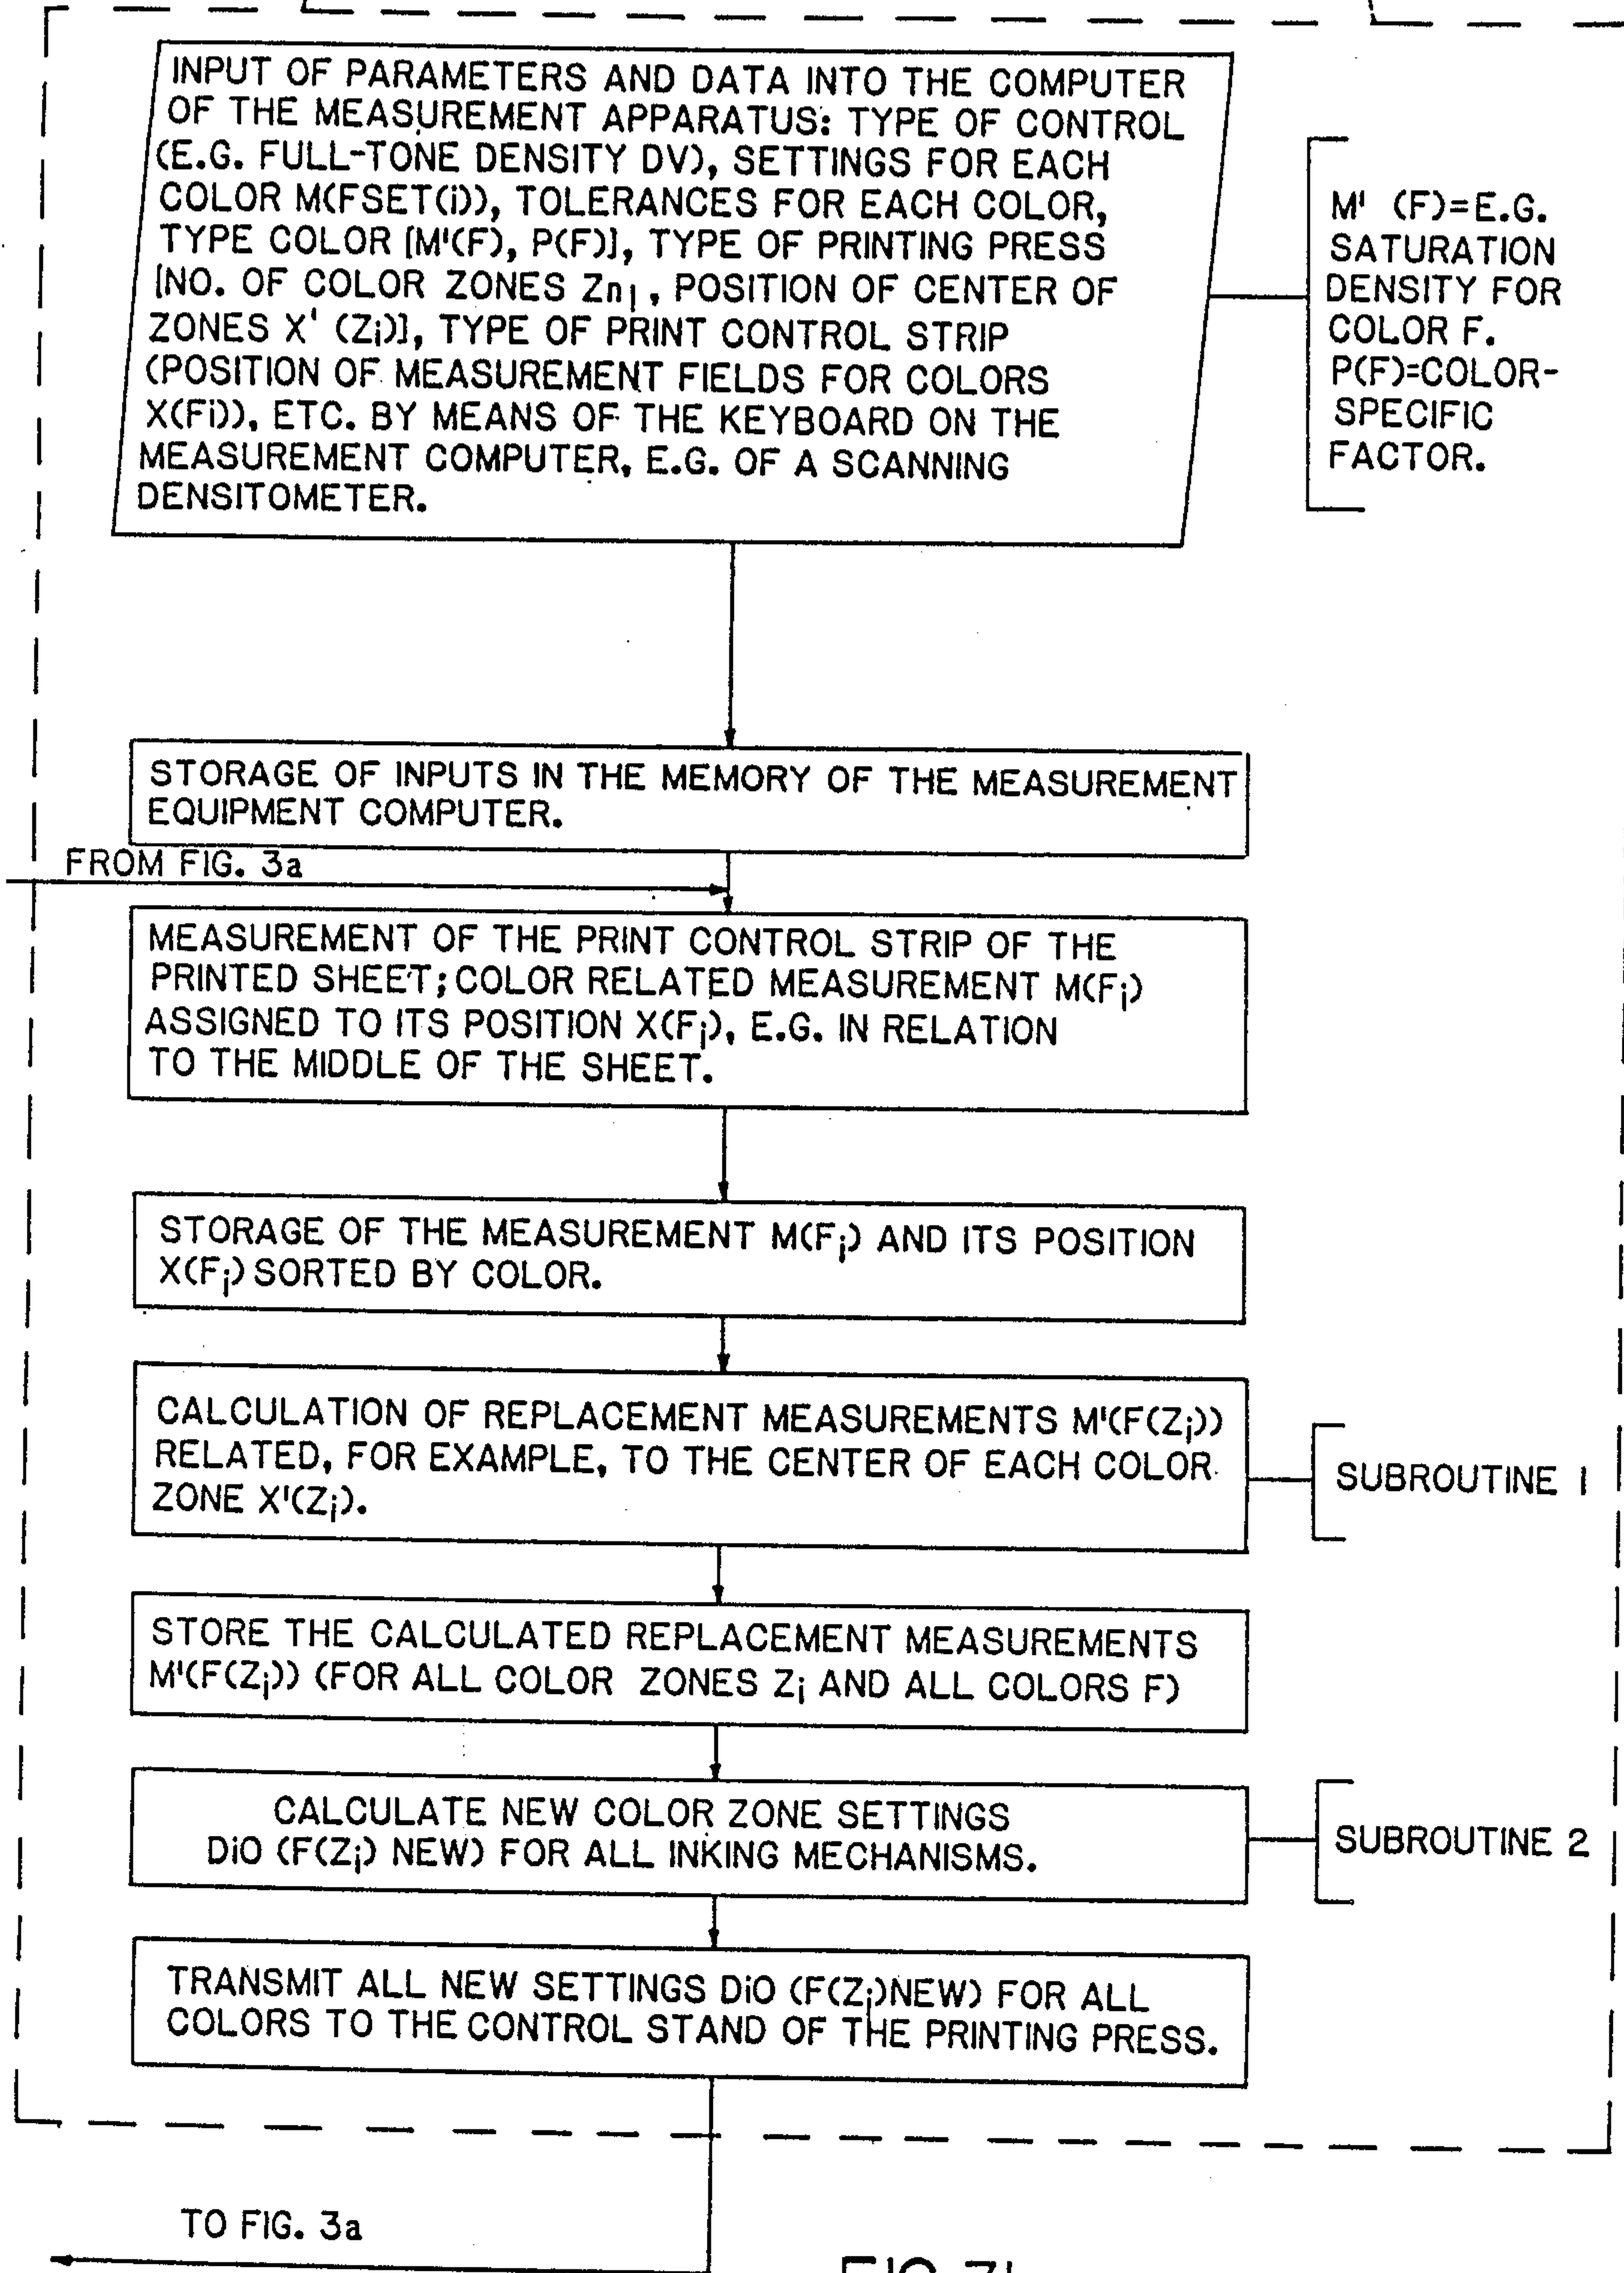 INPUT OF PARAMETERS AND DATA INTO THE COMPUTER
OF THE MEASUREMENT APPARATUS: TYPE OF CONTROL
(E.G. FULL-TONE DENSITY DV), SETTINGS FOR EACH
COLOR M(FSET(i)), TOLERANCES FOR EACH COLOR,
TYPE COLOR [M'(F), P(F)], TYPE OF PRINTING PRESS
[NO. OF COLOR ZONES Zni, POSITION OF CENTER OF
ZONES X' (Zi)], TYPE OF PRINT CONTROL STRIP
(POSITION OF MEASUREMENT FIELDS FOR COLORS
X(Fi)), ETC. BY MEANS OF THE KEYBOARD ON THE
MEASUREMENT COMPUTER, E.G. OF A SCANNING
DENSITOMETER.
M' (F)=E.G.
SATURATION
DENSITY FOR
COLOR F.
P(F)=COLOR-
SPECIFIC
FACTOR.
STORAGE OF INPUTS IN THE MEMORY OF THE MEASUREMENT
EQUIPMENT COMPUTER.
FROM FIG. 3a
MEASUREMENT OF THE PRINT CONTROL STRIP OF THE
PRINTED SHEET; COLOR RELATED MEASUREMENT M(Fi)
ASSIGNED TO ITS POSITION X(Fi), E.G. IN RELATION
TO THE MIDDLE OF THE SHEET.
STORAGE OF THE MEASUREMENT M(Fi) AND ITS POSITION
X(Fi) SORTED BY COLOR.
CALCULATION OF REPLACEMENT MEASUREMENTS M'(F(Zi))
RELATED, FOR EXAMPLE, TO THE CENTER OF EACH COLOR
ZONE X'(Zi).
SUBROUTINE 1
STORE THE CALCULATED REPLACEMENT MEASUREMENTS
M'(F(Zi)) (FOR ALL COLOR ZONES Zi AND ALL COLORS F)
CALCULATE NEW COLOR ZONE SETTINGS
DiO (F(Zi) NEW) FOR ALL INKING MECHANISMS.
SUBROUTINE 2
TRANSMIT ALL NEW SETTINGS DiO (F(Zi)NEW) FOR ALL
COLORS TO THE CONTROL STAND OF THE PRINTING PRESS.
TO FIG. 3a